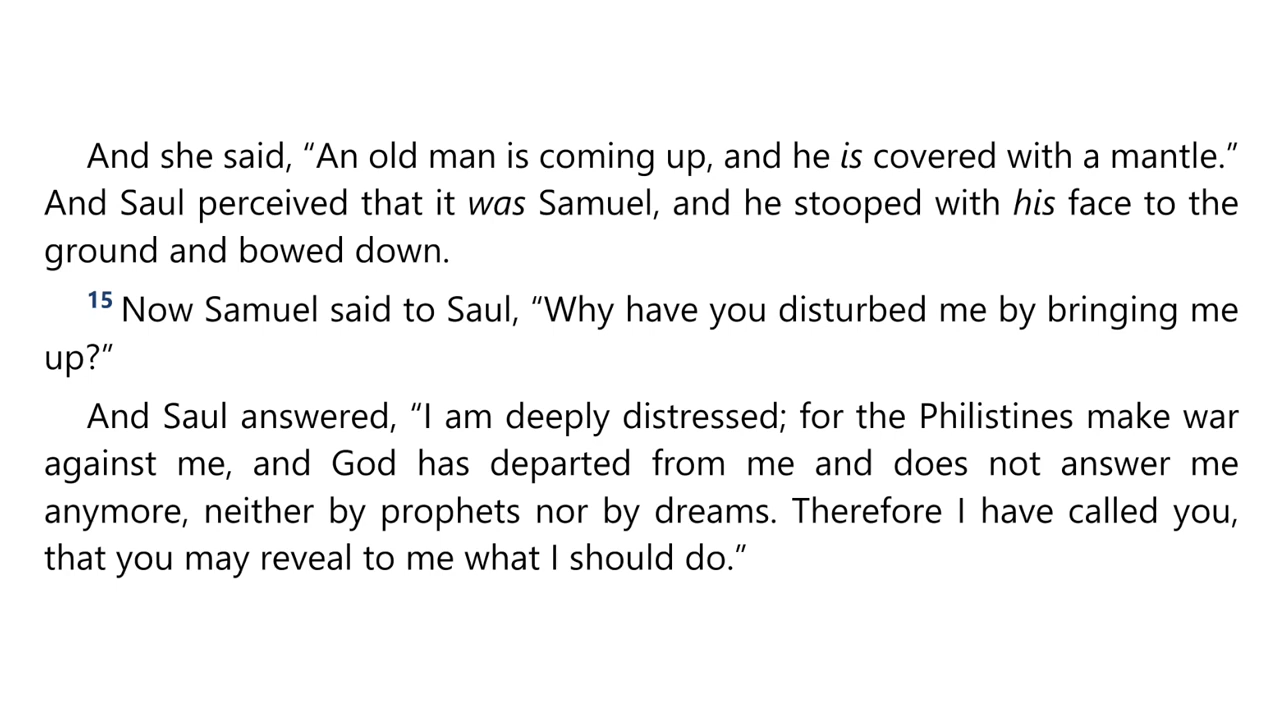 And she said, “An old man is coming up, and he is covered with a mantle.”
And Saul perceived that it was Samuel, and he stooped with his face to the
ground and bowed down.
15 Now Samuel said to Saul, “Why have you disturbed me by bringing me
up?”
And Saul answered, “I am deeply distressed; for the Philistines make war
against me, and God has departed from me and does not answer me
anymore, neither by prophets nor by dreams. Therefore I have called you,
that you may reveal to me what I should do.”